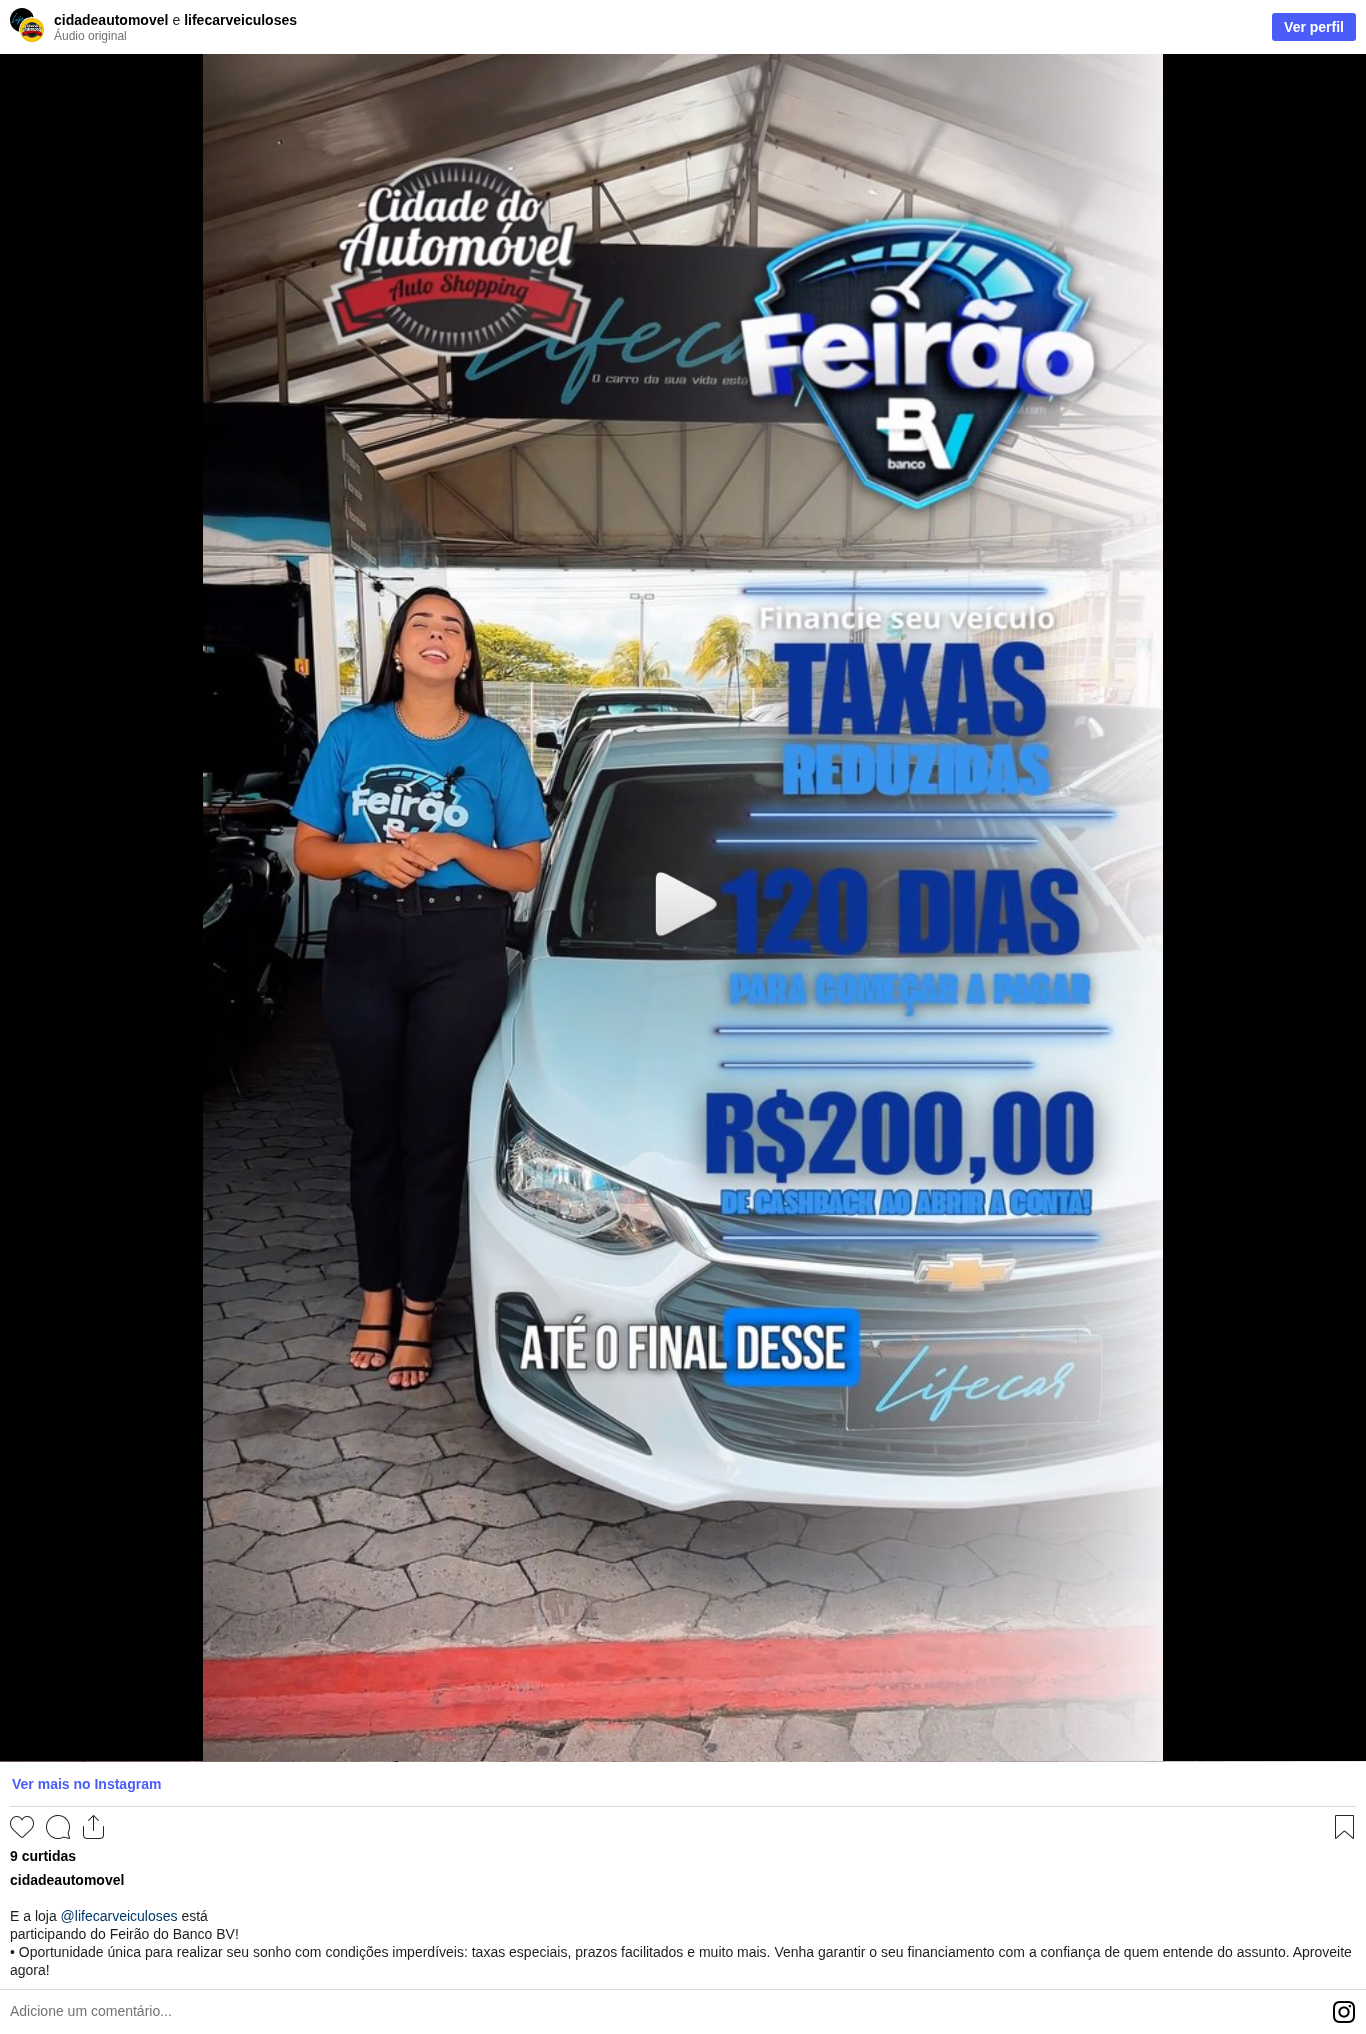 cidadeautomovel e lifecarveiculoses
Áudio original
Ver perfil
Cidade do
Automóvel
Auto Shopping
Lifecar
O carro da sua vida está
Feirão
BV
banco
Financie seu veículo
TAXAS
REDUZIDAS
Feirão
120 DIAS
PARA COMEÇAR A PAGAR
R$200,00
DE CASHBACK AO ABRIR A CONTA!
ATÉ O FINAL DESSE
Lifecar
Ver mais no Instagram
9 curtidas
cidadeautomovel
E a loja @lifecarveiculoses está
participando do Feirão do Banco BV!
• Oportunidade única para realizar seu sonho com condições imperdíveis: taxas especiais, prazos facilitados e muito mais. Venha garantir o seu financiamento com a confiança de quem entende do assunto. Aproveite
agora!
Adicione um comentário...